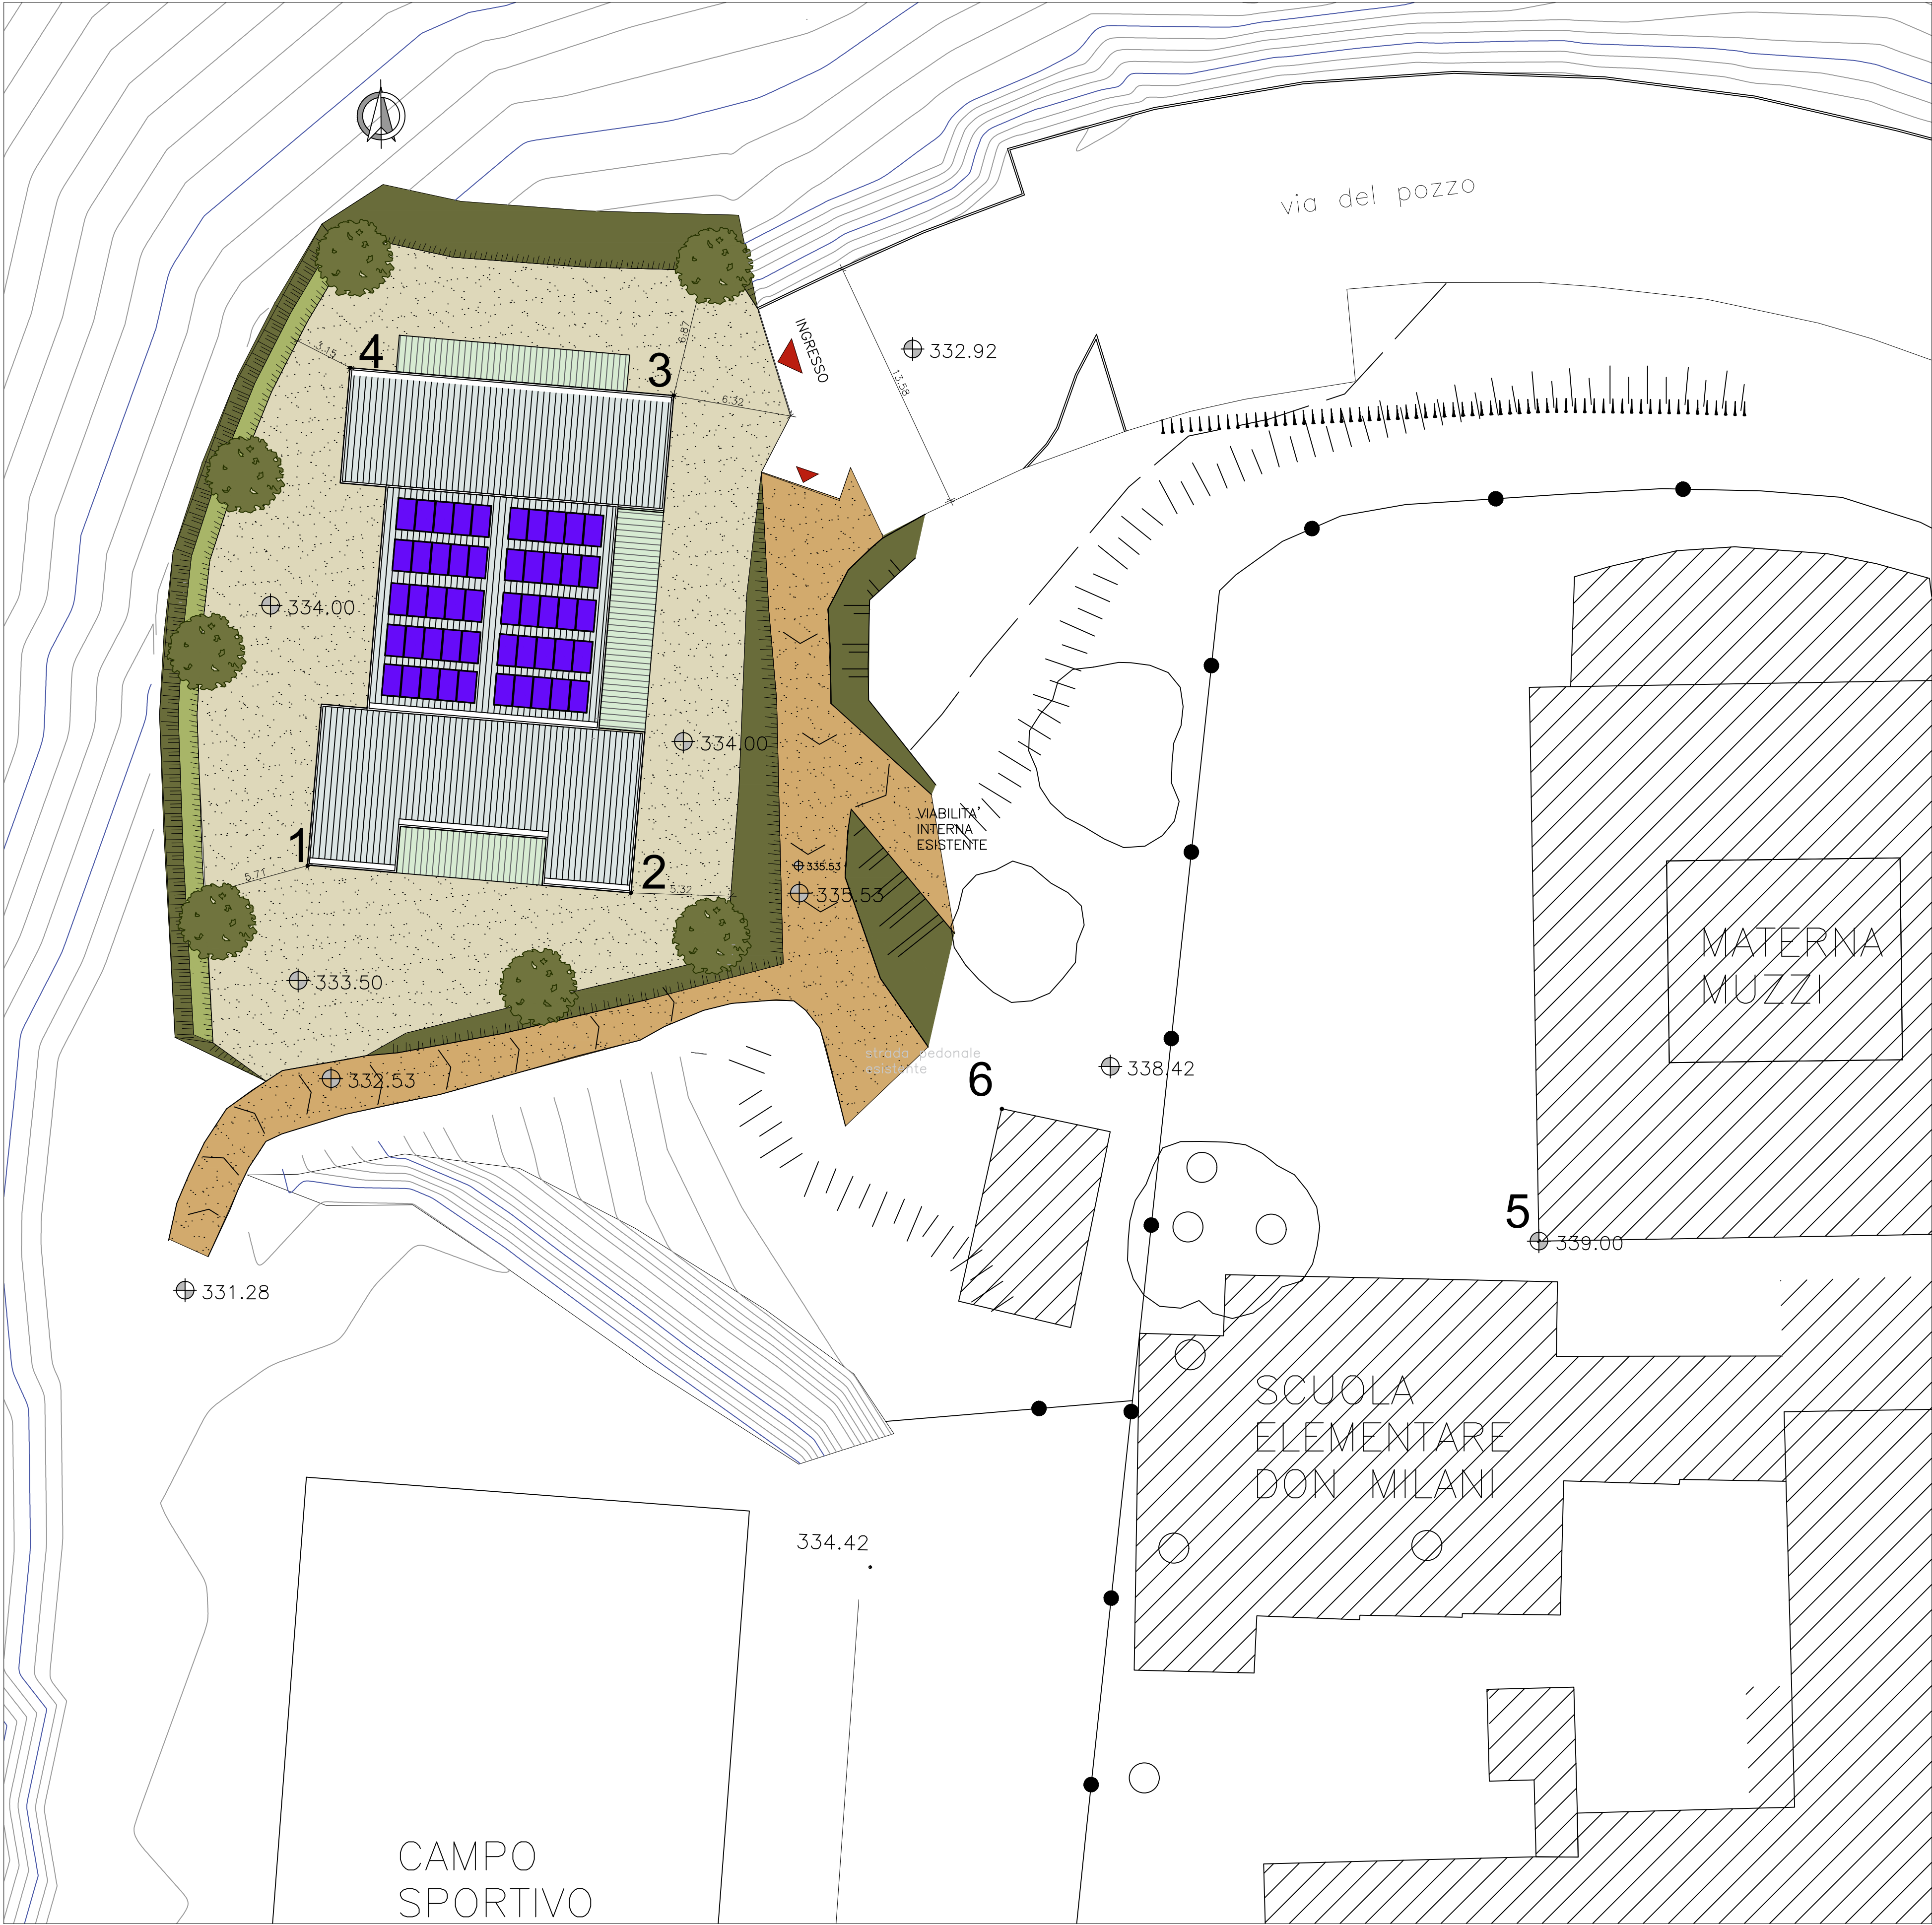 via del pozzo
INGRESSO
332.92
13.58
6.87
3.15
4
3
6.32
334.00
334.00
VIABILITA'
INTERNA
ESISTENTE
1
2
5.71
5.32
335.53
335.53
MATERNA
MUZZI
333.50
strada pedonale
esistente
6
338.42
332.53
5
339.00
331.28
SCUOLA
ELEMENTARE
DON MILANI
334.42
CAMPO
SPORTIVO